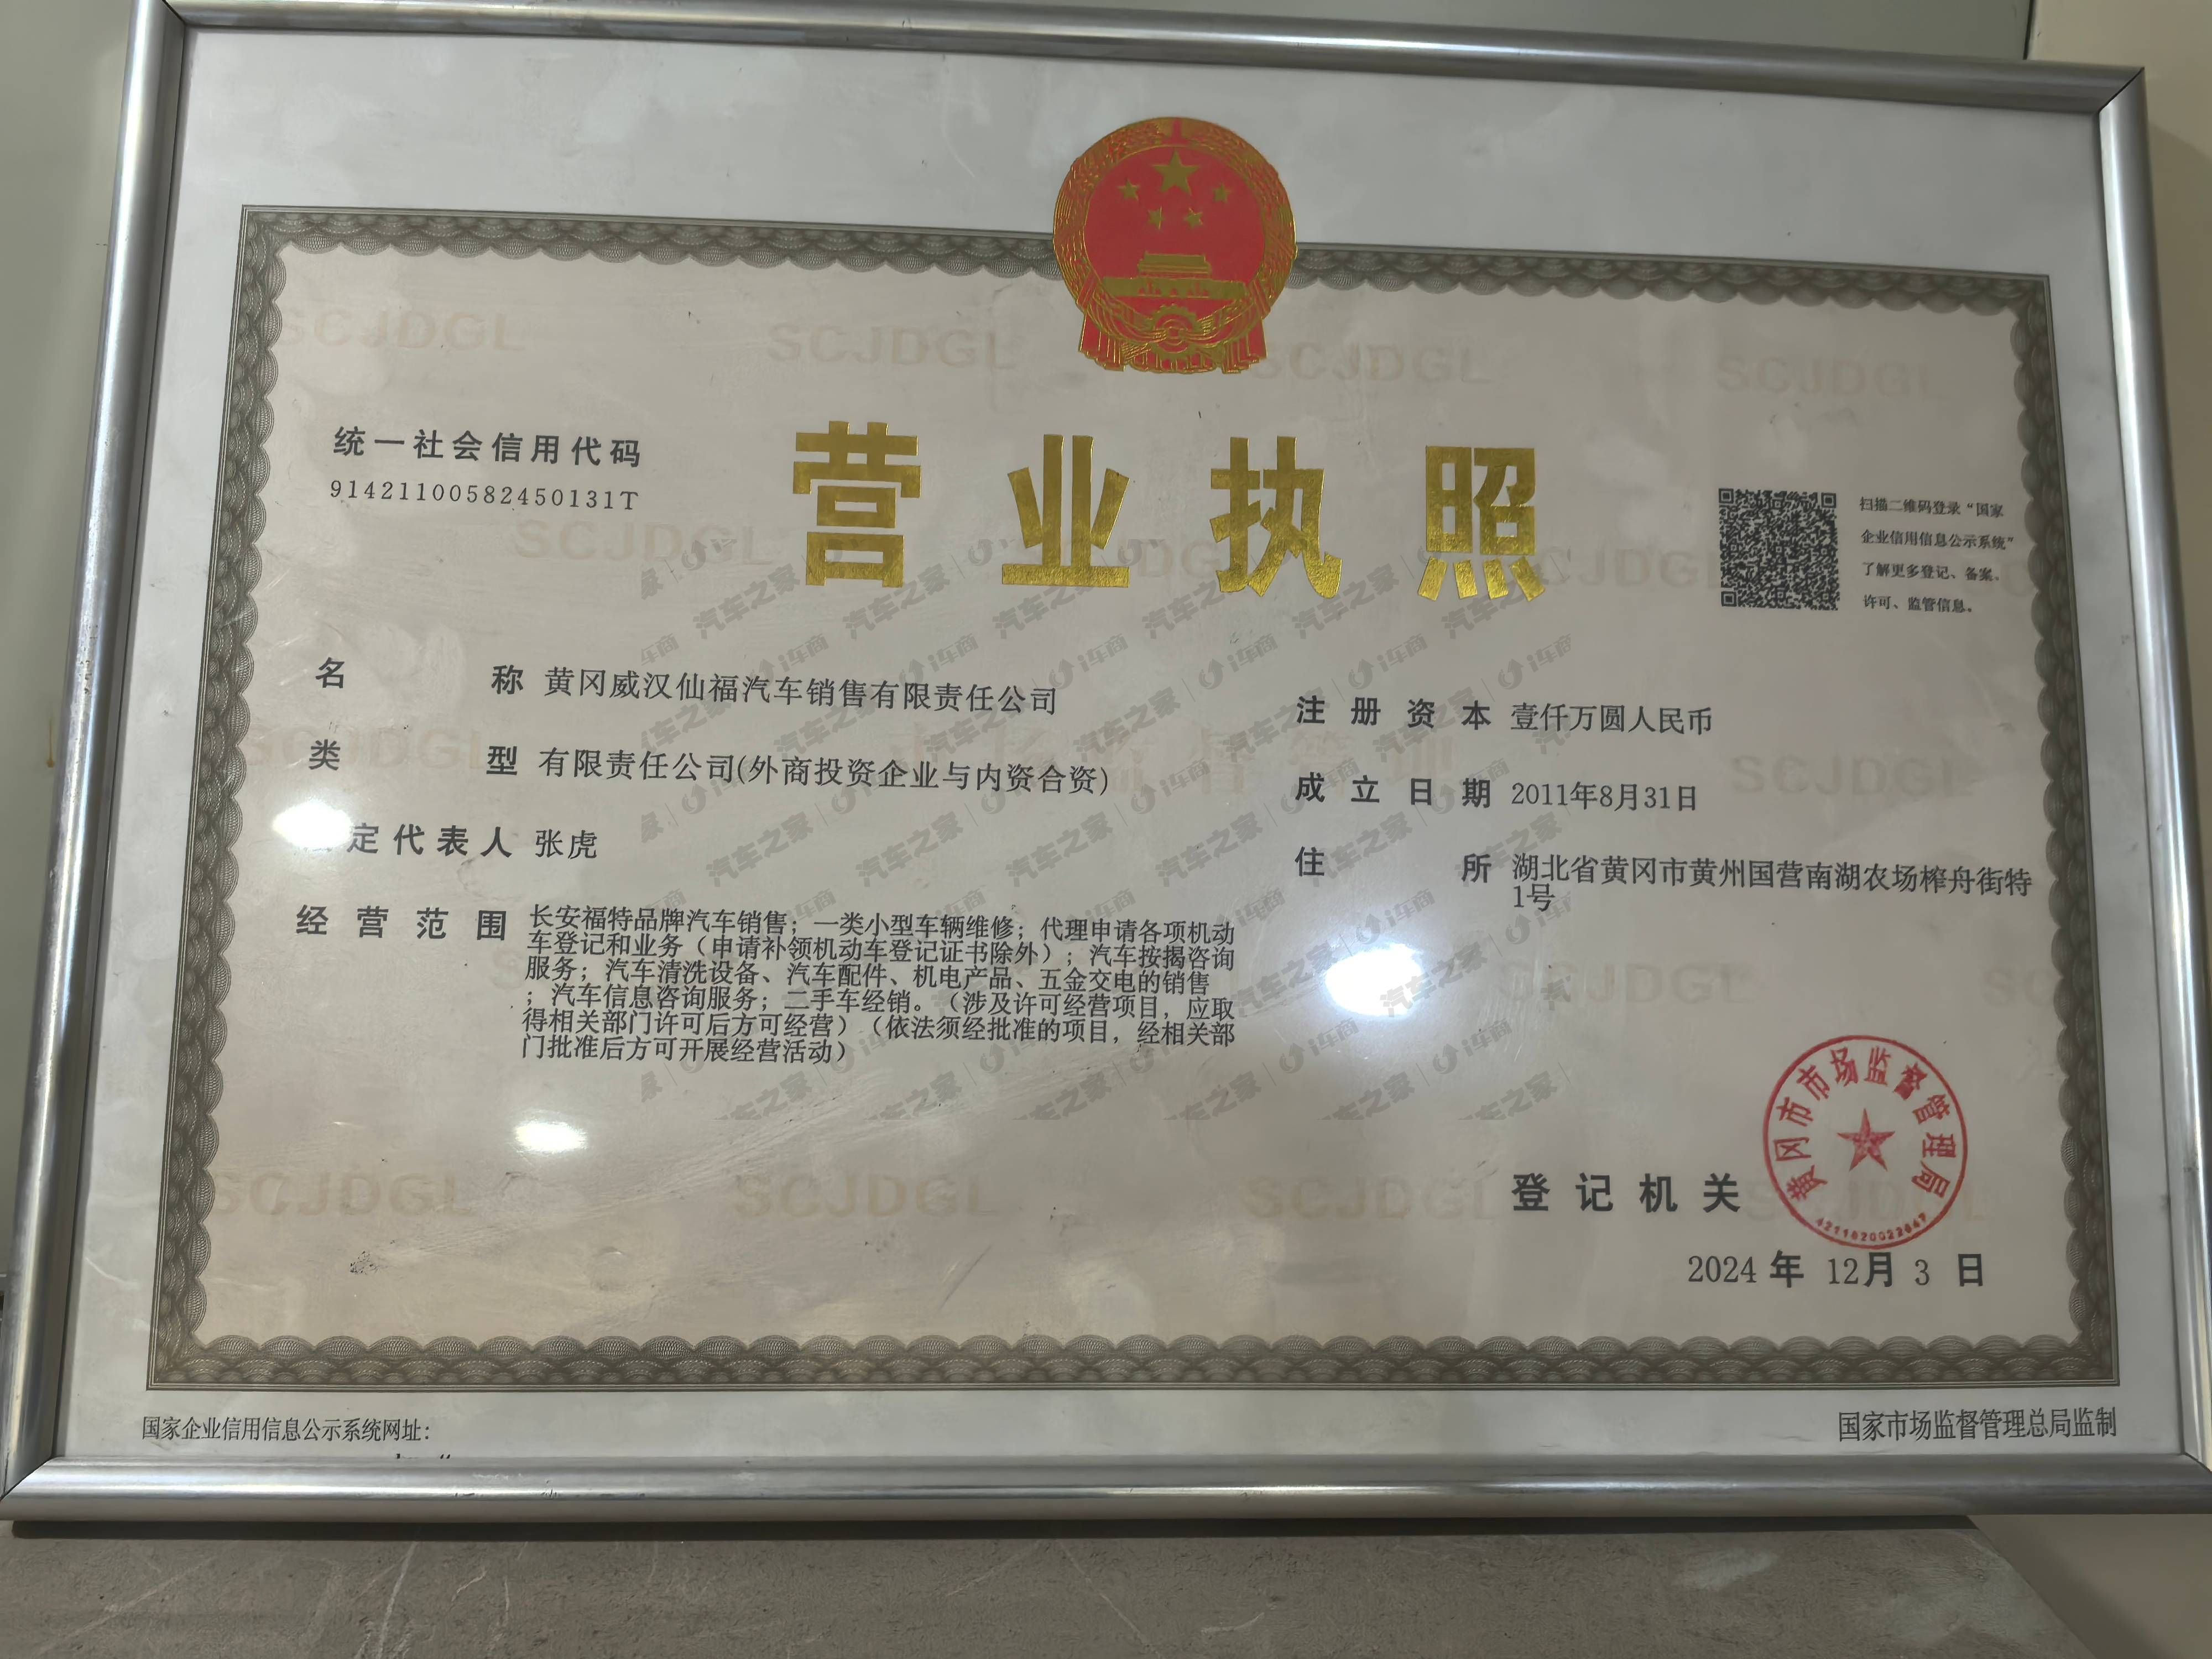 统一社会信用代码
91421100582450131T
营业执照
扫描二维码登录“国家
企业信用信息公示系统”
了解更多登记、备案、
许可、监管信息。
名称 黄冈威汉仙福汽车销售有限责任公司
类型 有限责任公司(外商投资企业与内资合资)
定代表人 张虎
经营范围 长安福特品牌汽车销售；一类小型车辆维修；代理申请各项机动
车登记和业务（申请补领机动车登记证书除外）；汽车按揭咨询
服务；汽车清洗设备、汽车配件、机电产品、五金交电的销售
；汽车信息咨询服务；二手车经销。（涉及许可经营项目，应取
得相关部门许可后方可经营）（依法须经批准的项目，经相关部
门批准后方可开展经营活动）
注册资本 壹仟万圆人民币
成立日期 2011年8月31日
住所 湖北省黄冈市黄州国营南湖农场榨舟街特
1号
登记机关
黄冈市市场监督管理局
2024年12月3日
国家企业信用信息公示系统网址：
国家市场监督管理总局监制
SCJDGL
汽车之家
i车商